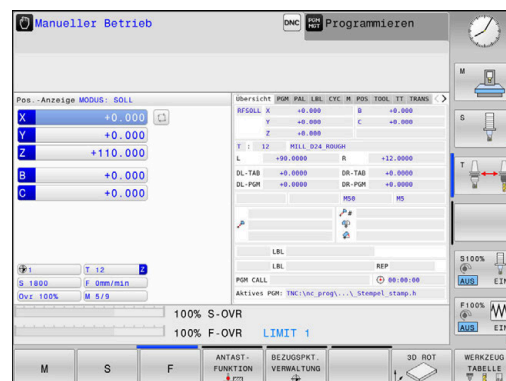 Manueller Betrieb
DNC
PGM MGT
Programmieren
Pos.-Anzeige MODUS: SOLL
X +0.000
Y +0.000
Z +110.000
B +0.000
C +0.000
1 T 12 Z
S 1800 F 0mm/min
Ovr 100% M 5/9
Übersicht PGM PAL LBL CYC M POS TOOL TT TRANS
RFSOLL X +0.000 B +0.000
Y +0.000 C +0.000
Z +0.000
T : 12 MILL_D24_ROUGH
L +90.0000 R +12.0000
DL-TAB +0.0000 DR-TAB +0.0000
DL-PGM +0.0000 DR-PGM +0.0000
M50 M5
P#
LBL
LBL REP
PGM CALL 00:00:00
Aktives PGM: TNC:\nc_prog\...\_Stempel_stamp.h
100% S-OVR
100% F-OVR LIMIT 1
M
S
T
S100%
AUS EIN
F100%
AUS EIN
M
S
F
ANTAST-
FUNKTION
BEZUGSPKT.
VERWALTUNG
3D ROT
WERKZEUG
TABELLE